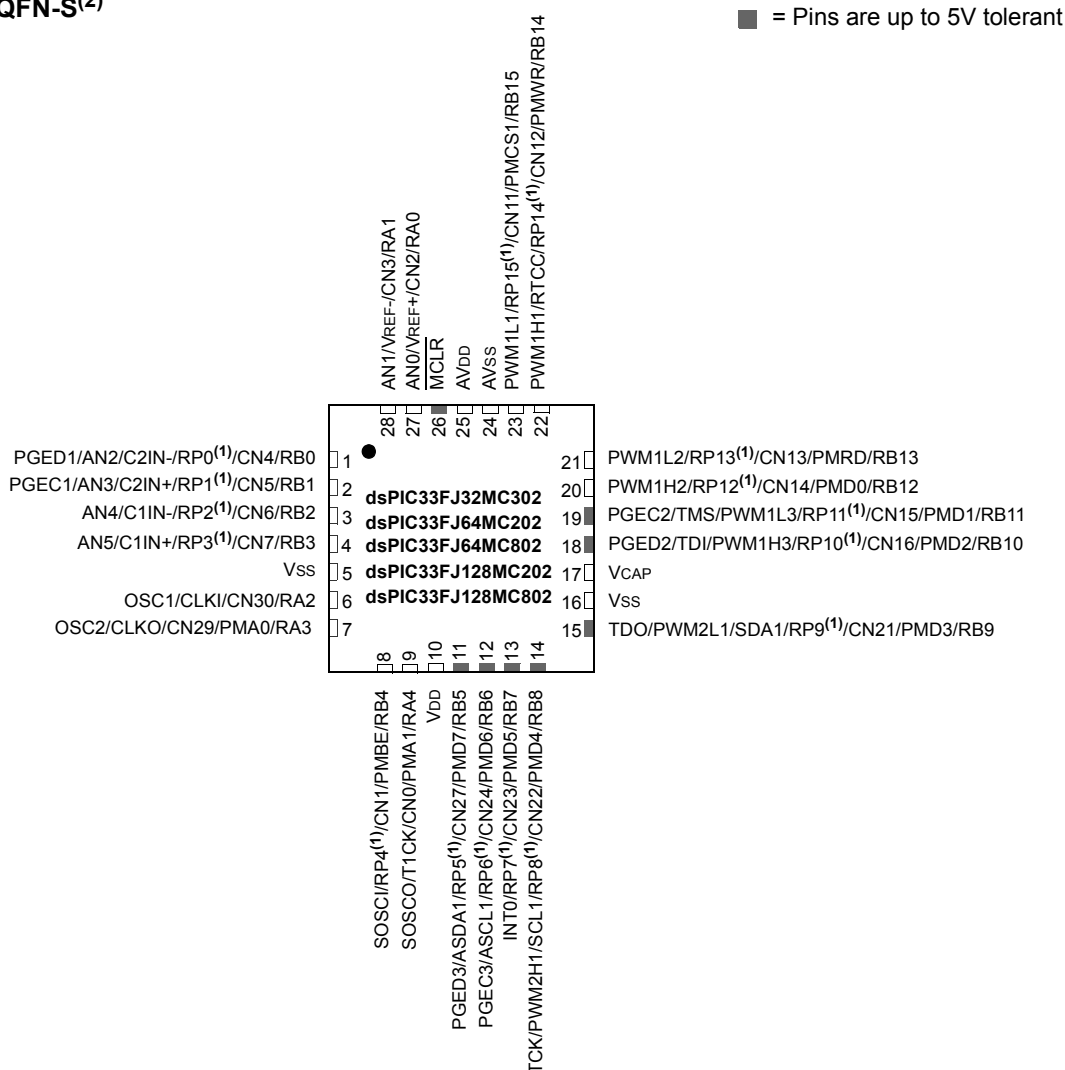 QFN-S(2)
= Pins are up to 5V tolerant
AN1/VREF-/CN3/RA1
AN0/VREF+/CN2/RA0
MCLR
AVDD
AVSS
PWM1L1/RP15(1)/CN11/PMCS1/RB15
PWM1H1/RTCC/RP14(1)/CN12/PMWR/RB14
28
27
26
25
24
23
22
PGED1/AN2/C2IN-/RP0(1)/CN4/RB0
1
PGEC1/AN3/C2IN+/RP1(1)/CN5/RB1
2
AN4/C1IN-/RP2(1)/CN6/RB2
3
AN5/C1IN+/RP3(1)/CN7/RB3
4
VSS
5
OSC1/CLKI/CN30/RA2
6
OSC2/CLKO/CN29/PMA0/RA3
7
dsPIC33FJ32MC302
dsPIC33FJ64MC202
dsPIC33FJ64MC802
dsPIC33FJ128MC202
dsPIC33FJ128MC802
21
PWM1L2/RP13(1)/CN13/PMRD/RB13
20
PWM1H2/RP12(1)/CN14/PMD0/RB12
19
PGEC2/TMS/PWM1L3/RP11(1)/CN15/PMD1/RB11
18
PGED2/TDI/PWM1H3/RP10(1)/CN16/PMD2/RB10
17
VCAP
16
VSS
15
TDO/PWM2L1/SDA1/RP9(1)/CN21/PMD3/RB9
8
9
10
11
12
13
14
SOSCI/RP4(1)/CN1/PMBE/RB4
SOSCO/T1CK/CN0/PMA1/RA4
VDD
PGED3/ASDA1/RP5(1)/CN27/PMD7/RB5
PGEC3/ASCL1/RP6(1)/CN24/PMD6/RB6
INT0/RP7(1)/CN23/PMD5/RB7
TCK/PWM2H1/SCL1/RP8(1)/CN22/PMD4/RB8